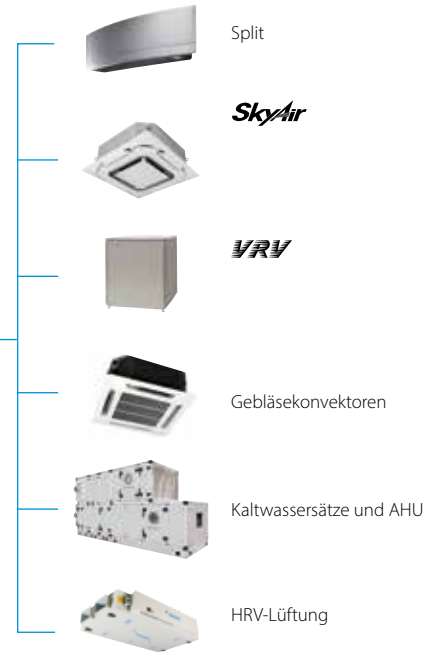 Split
SkyAir
VRV
Gebläsekonvektoren
Kaltwassersätze und AHU
HRV-Lüftung